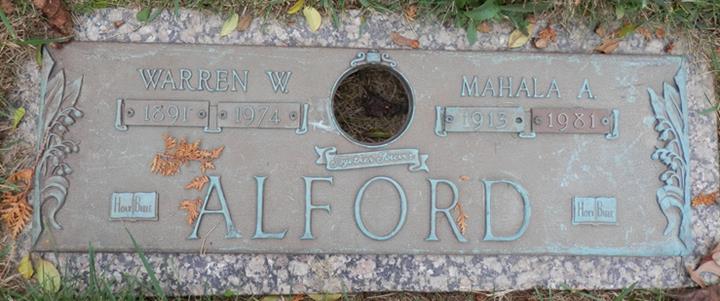 WARREN W. MAHALA A.
1891 1974 1913 1981
Together Forever
HOLY BIBLE HOLY BIBLE
ALFORD